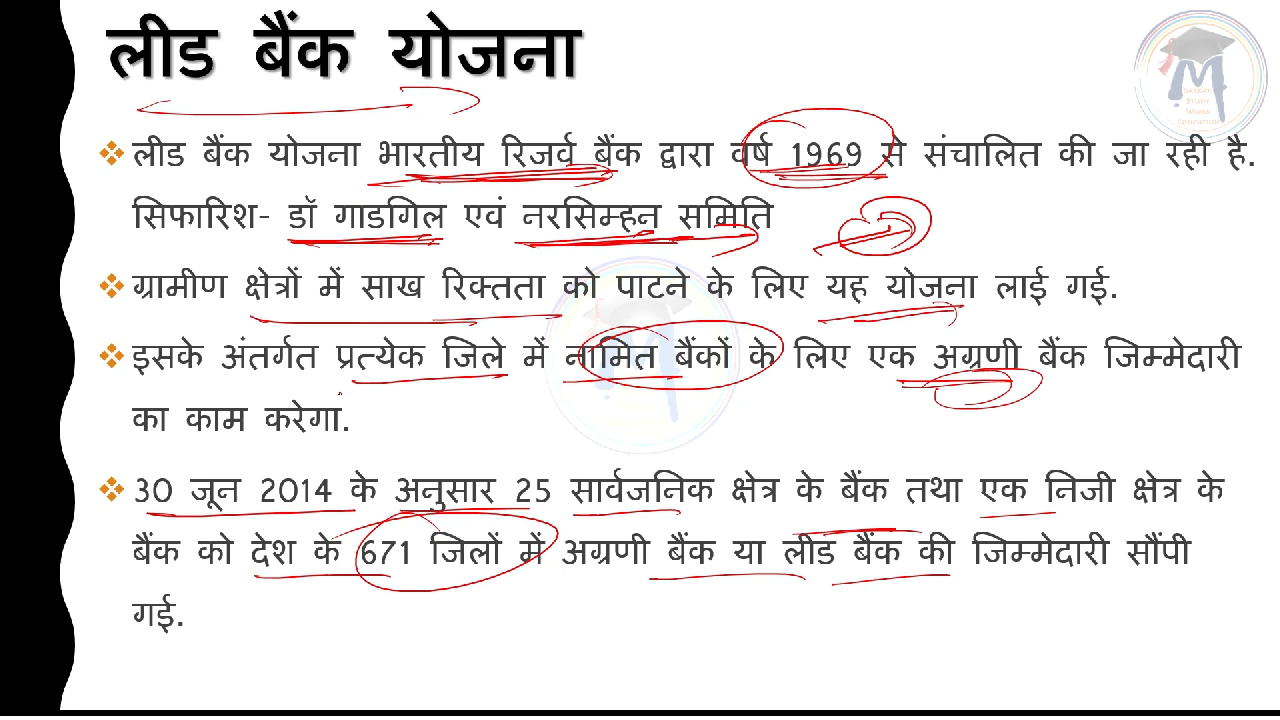 लीड बैंक योजना
लीड बैंक योजना भारतीय रिजर्व बैंक द्वारा वर्ष 1969 से संचालित की जा रही है.
सिफारिश- डॉ गाडगिल एवं नरसिम्हन समिति
ग्रामीण क्षेत्रों में साख रिक्तता को पाटने के लिए यह योजना लाई गई.
इसके अंतर्गत प्रत्येक जिले में नामित बैंकों के लिए एक अग्रणी बैंक जिम्मेदारी
का काम करेगा.
30 जून 2014 के अनुसार 25 सार्वजनिक क्षेत्र के बैंक तथा एक निजी क्षेत्र के
बैंक को देश के 671 जिलों में अग्रणी बैंक या लीड बैंक की जिम्मेदारी सौंपी
गई.